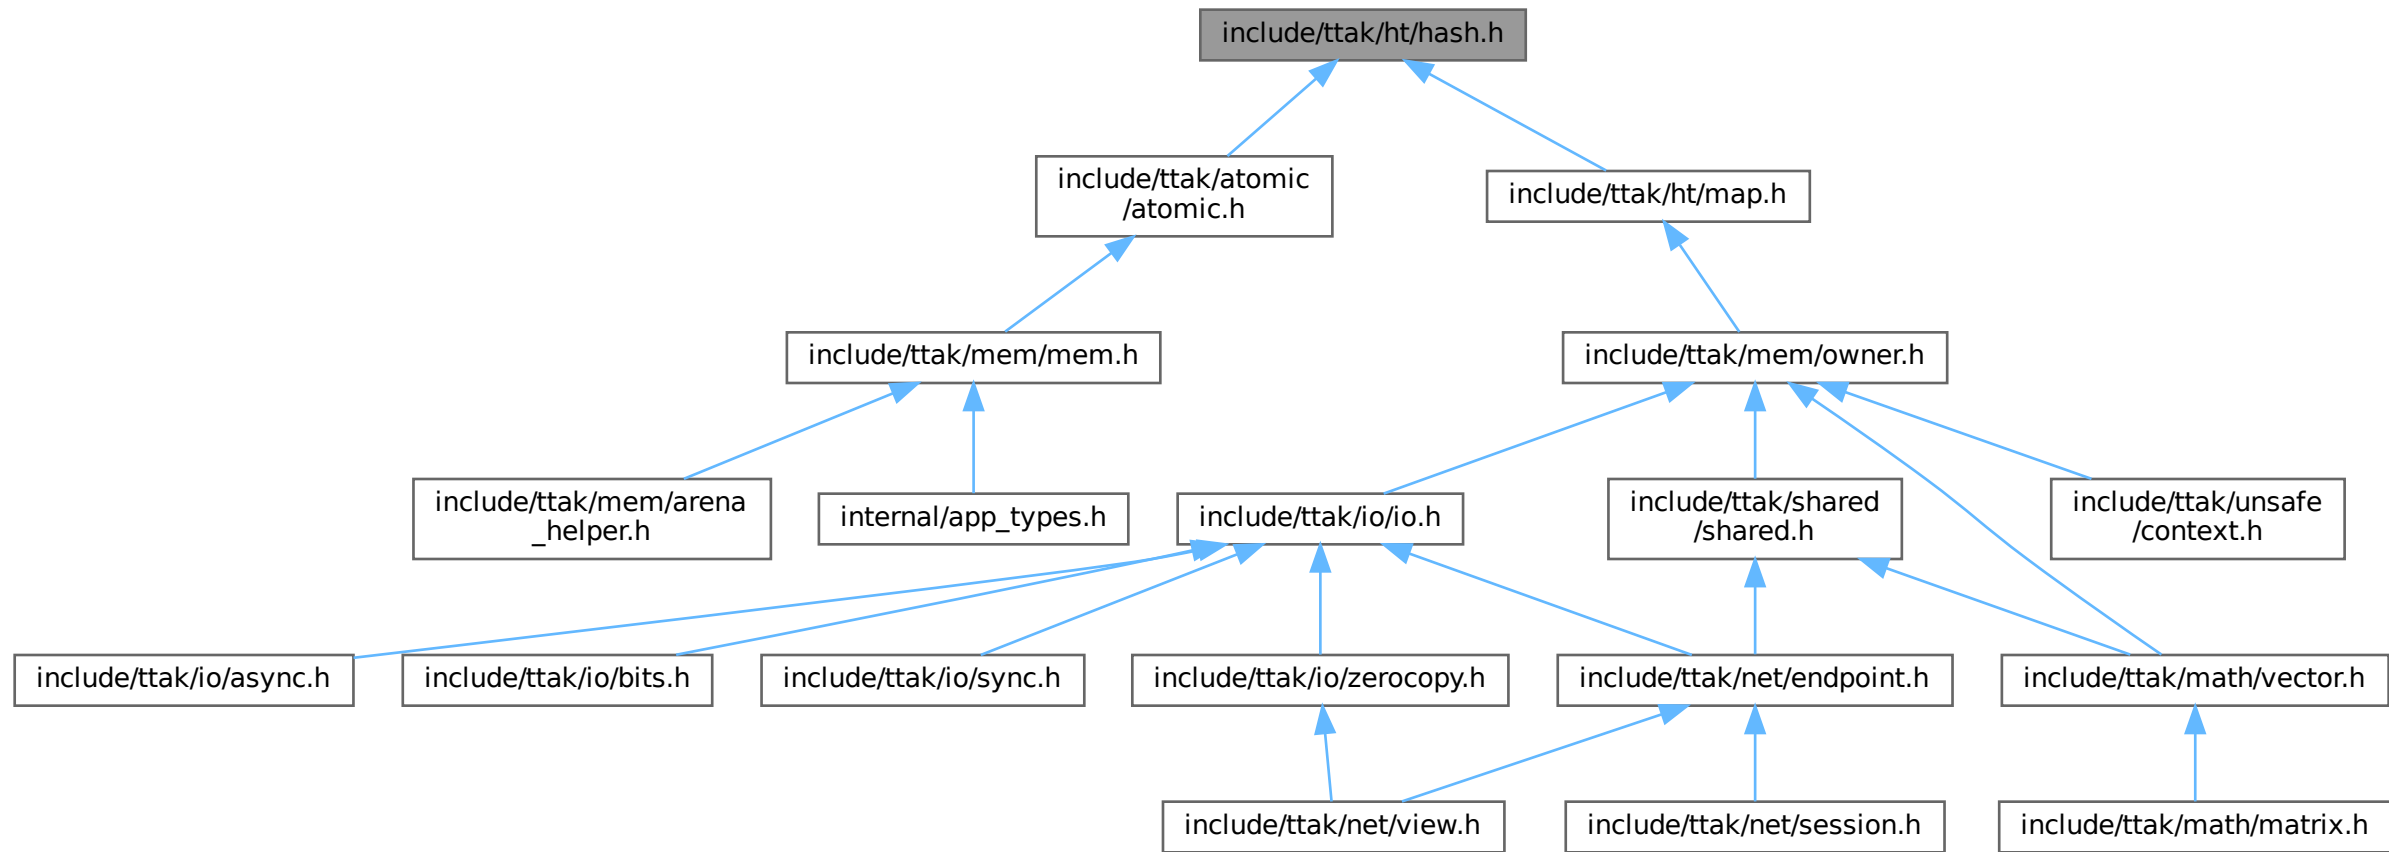 include/ttak/ht/hash.h
include/ttak/atomic
/atomic.h
include/ttak/ht/map.h
include/ttak/mem/mem.h
include/ttak/mem/owner.h
include/ttak/mem/arena
_helper.h
internal/app_types.h
include/ttak/io/io.h
include/ttak/shared
/shared.h
include/ttak/unsafe
/context.h
include/ttak/io/async.h
include/ttak/io/bits.h
include/ttak/io/sync.h
include/ttak/io/zerocopy.h
include/ttak/net/endpoint.h
include/ttak/math/vector.h
include/ttak/net/view.h
include/ttak/net/session.h
include/ttak/math/matrix.h